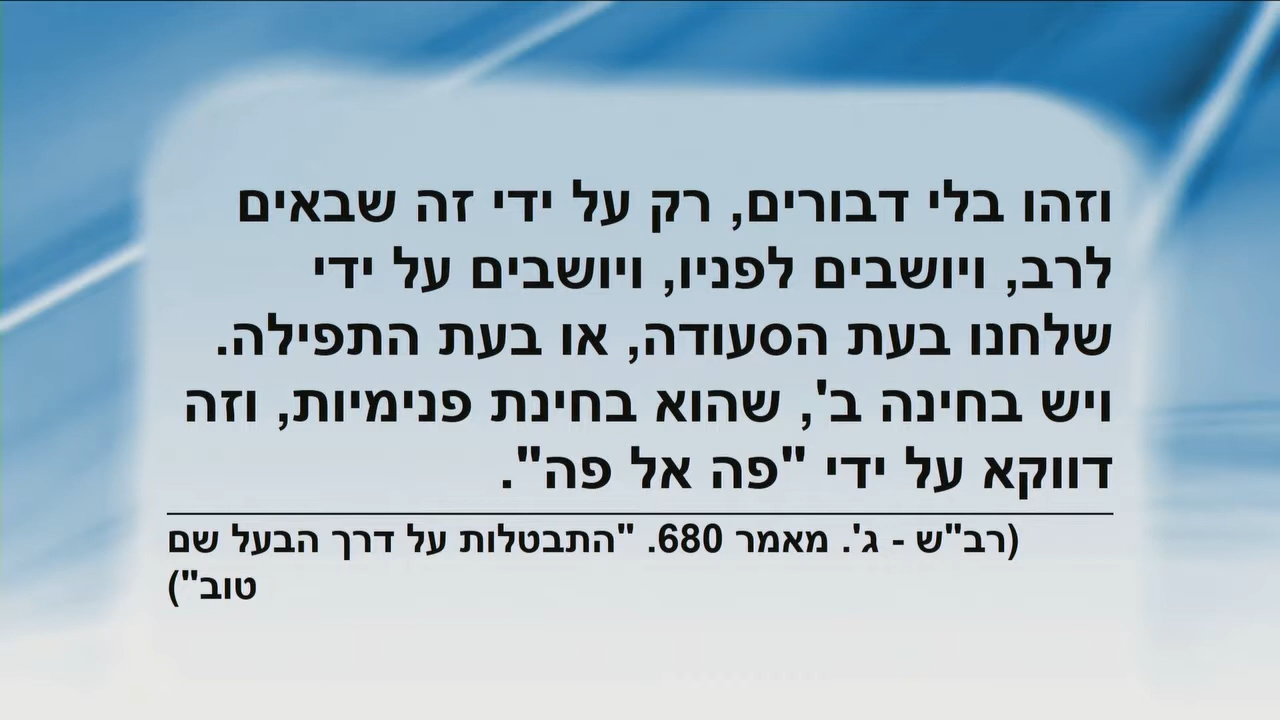 וזהו בלי דבורים, רק על ידי זה שבאים
לרב, ויושבים לפניו, ויושבים על ידי
שלחנו בעת הסעודה, או בעת התפילה.
ויש בחינה ב', שהוא בחינת פנימיות, וזה
דווקא על ידי "פה אל פה".
(רב"ש - ג'. מאמר 680. "התבטלות על דרך הבעל שם
טוב")